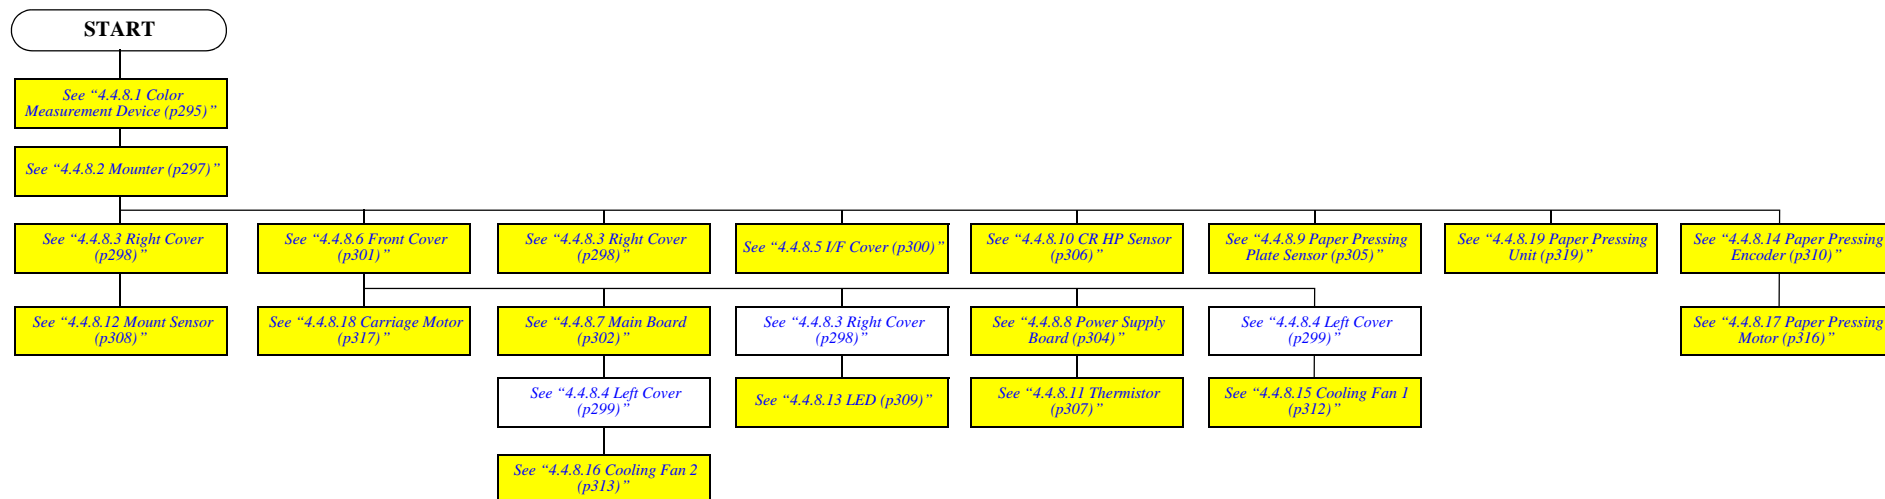 START
See “4.4.8.1 Color
Measurement Device (p295)”
See “4.4.8.2 Mounter (p297)”
See “4.4.8.3 Right Cover
(p298)”
See “4.4.8.6 Front Cover
(p301)”
See “4.4.8.3 Right Cover
(p298)”
See “4.4.8.5 I/F Cover (p300)”
See “4.4.8.10 CR HP Sensor
(p306)”
See “4.4.8.9 Paper Pressing
Plate Sensor (p305)”
See “4.4.8.19 Paper Pressing
Unit (p319)”
See “4.4.8.14 Paper Pressing
Encoder (p310)”
See “4.4.8.12 Mount Sensor
(p308)”
See “4.4.8.18 Carriage Motor
(p317)”
See “4.4.8.7 Main Board
(p302)”
See “4.4.8.3 Right Cover
(p298)”
See “4.4.8.8 Power Supply
Board (p304)”
See “4.4.8.4 Left Cover
(p299)”
See “4.4.8.17 Paper Pressing
Motor (p316)”
See “4.4.8.4 Left Cover
(p299)”
See “4.4.8.13 LED (p309)”
See “4.4.8.11 Thermistor
(p307)”
See “4.4.8.15 Cooling Fan 1
(p312)”
See “4.4.8.16 Cooling Fan 2
(p313)”